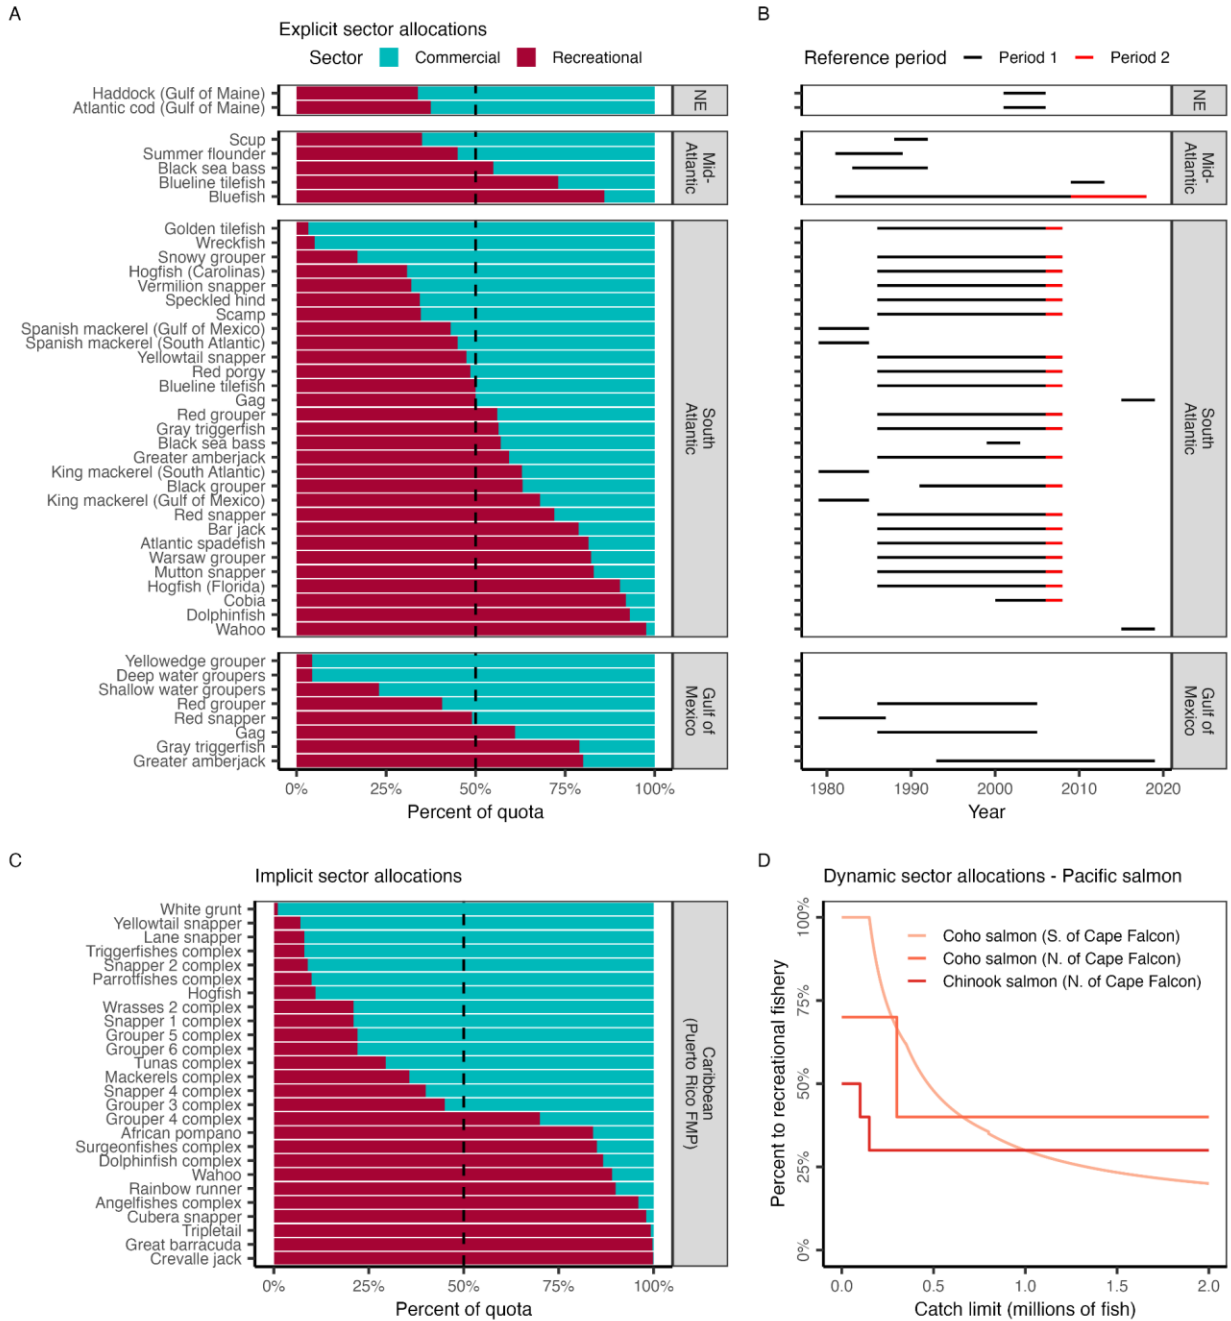 A
Explicit sector allocations
Sector Commercial Recreational
Haddock (Gulf of Maine)
Atlantic cod (Gulf of Maine)
NE
Scup
Summer flounder
Black sea bass
Blueline tilefish
Bluefish
Mid-
Atlantic
Golden tilefish
Wreckfish
Snowy grouper
Hogfish (Carolinas)
Vermilion snapper
Speckled hind
Scamp
Spanish mackerel (Gulf of Mexico)
Spanish mackerel (South Atlantic)
Yellowtail snapper
Red porgy
Blueline tilefish
Gag
Red grouper
Gray triggerfish
Black sea bass
Greater amberjack
King mackerel (South Atlantic)
Black grouper
King mackerel (Gulf of Mexico)
Red snapper
Bar jack
Atlantic spadefish
Warsaw grouper
Mutton snapper
Hogfish (Florida)
Cobia
Dolphinfish
Wahoo
South
Atlantic
Yellowedge grouper
Deep water groupers
Shallow water groupers
Red grouper
Red snapper
Gag
Gray triggerfish
Greater amberjack
Gulf of
Mexico
0% 25% 50% 75% 100%
Percent of quota
B
Reference period Period 1 Period 2
NE
Mid-
Atlantic
South
Atlantic
Gulf of
Mexico
1980 1990 2000 2010 2020
Year
C
Implicit sector allocations
White grunt
Yellowtail snapper
Lane snapper
Triggerfishes complex
Snapper 2 complex
Parrotfishes complex
Hogfish
Wrasses 2 complex
Snapper 1 complex
Grouper 5 complex
Grouper 6 complex
Tunas complex
Mackerels complex
Snapper 4 complex
Grouper 3 complex
Grouper 4 complex
African pompano
Surgeonfishes complex
Dolphinfish complex
Wahoo
Rainbow runner
Angelfishes complex
Cubera snapper
Tripletail
Great barracuda
Crevalle jack
Caribbean
(Puerto Rico FMP)
0% 25% 50% 75% 100%
Percent of quota
D
Dynamic sector allocations - Pacific salmon
Percent to recreational fishery
100%
75%
50%
25%
0%
Coho salmon (S. of Cape Falcon)
Coho salmon (N. of Cape Falcon)
Chinook salmon (N. of Cape Falcon)
0.0 0.5 1.0 1.5 2.0
Catch limit (millions of fish)